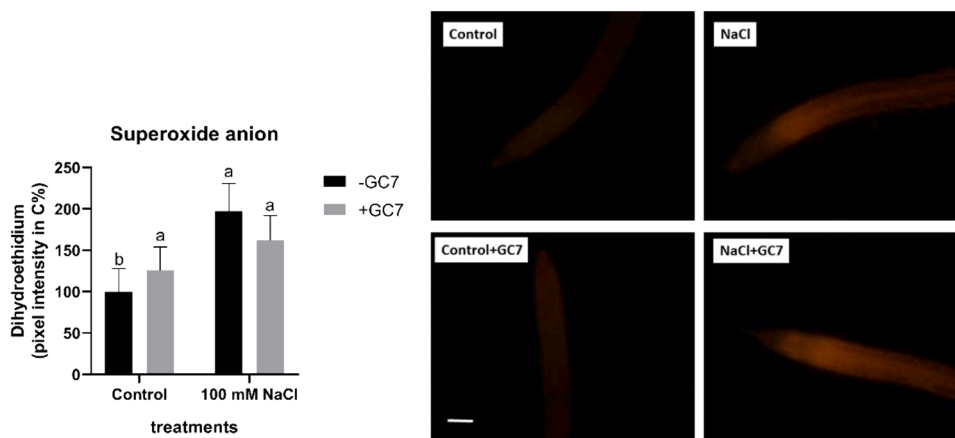 Superoxide anion
Dihydroethidium
(pixel intensity in C%)
250
200
150
100
50
0
b
a
a
a
Control
100 mM NaCl
treatments
-GC7
+GC7
Control
NaCl
Control+GC7
NaCl+GC7